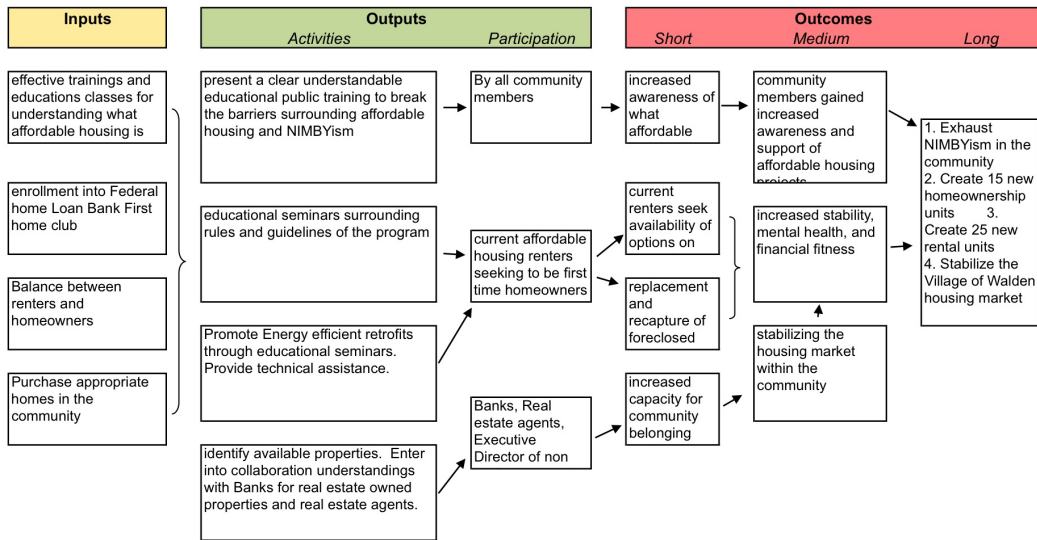 Inputs
Outputs
Activities
Participation
Outcomes
Short
Medium
Long
effective trainings and
educations classes for
understanding what
affordable housing is
enrollment into Federal
home Loan Bank First
home club
Balance between
renters and
homeowners
Purchase appropriate
homes in the
community
present a clear understandable
educational public training to break
the barriers surrounding affordable
housing and NIMBYism
educational seminars surrounding
rules and guidelines of the program
Promote Energy efficient retrofits
through educational seminars.
Provide technical assistance.
identify available properties. Enter
into collaboration understandings
with Banks for real estate owned
properties and real estate agents.
By all community
members
current affordable
housing renters
seeking to be first
time homeowners
Banks, Real
estate agents,
Executive
Director of non
increased
awareness of
what
affordable
current
renters seek
availability of
options on
replacement
and
recapture of
foreclosed
increased
capacity for
community
belonging
community
members gained
increased
awareness and
support of
affordable housing
projects
increased stability,
mental health, and
financial fitness
stabilizing the
housing market
within the
community
1. Exhaust
NIMBYism in the
community
2. Create 15 new
homeownership
units 3.
Create 25 new
rental units
4. Stabilize the
Village of Walden
housing market